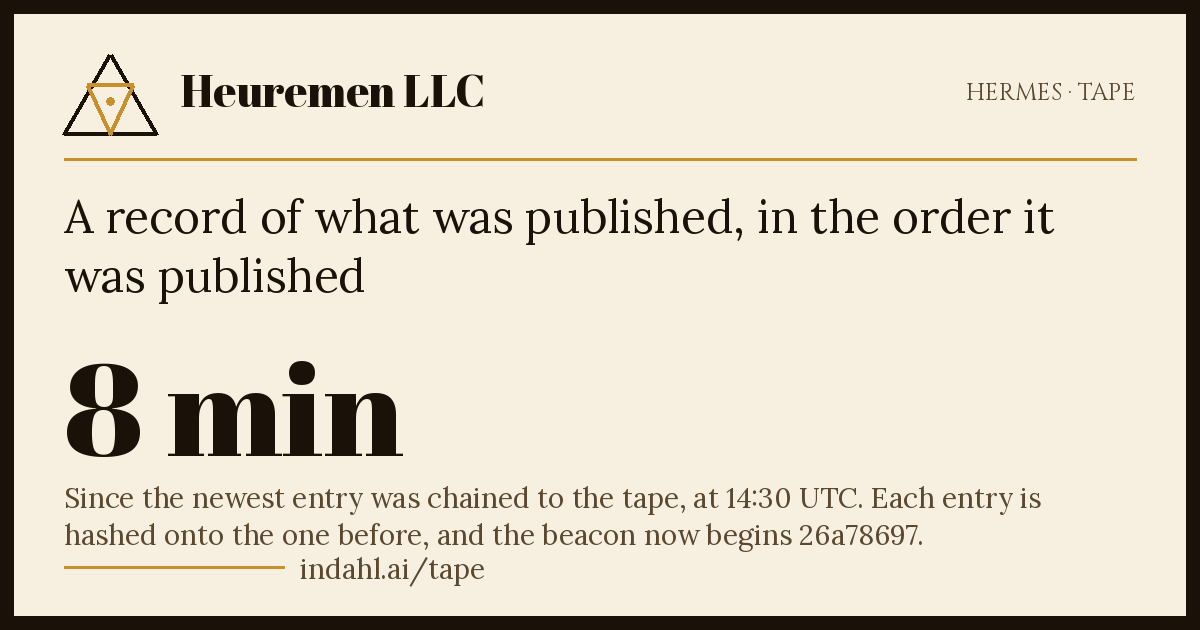 Heuremen LLC
HERMES · TAPE
A record of what was published, in the order it
was published
8 min
Since the newest entry was chained to the tape, at 14:30 UTC. Each entry is
hashed onto the one before, and the beacon now begins 26a78697.
indahl.ai/tape